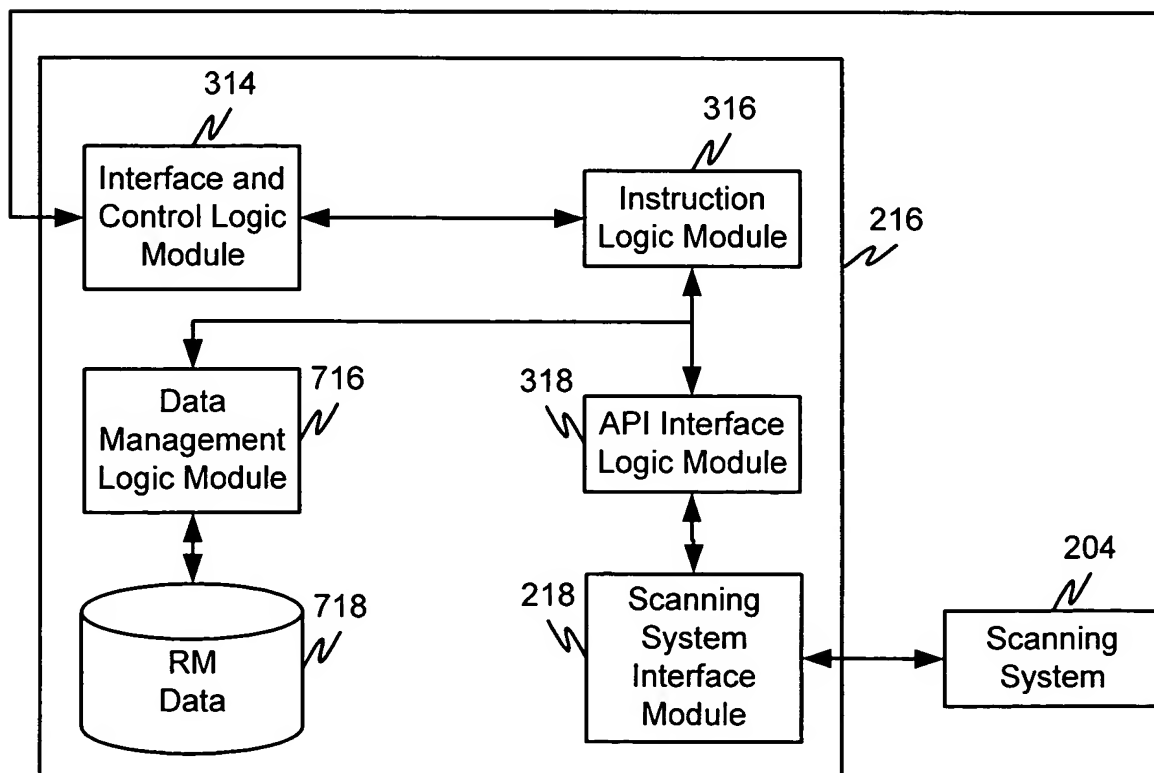 314
Interface and
Control Logic
Module
316
Instruction
Logic Module
216
716
Data
Management
Logic Module
318
API Interface
Logic Module
718
RM
Data
218
Scanning
System
Interface
Module
204
Scanning
System